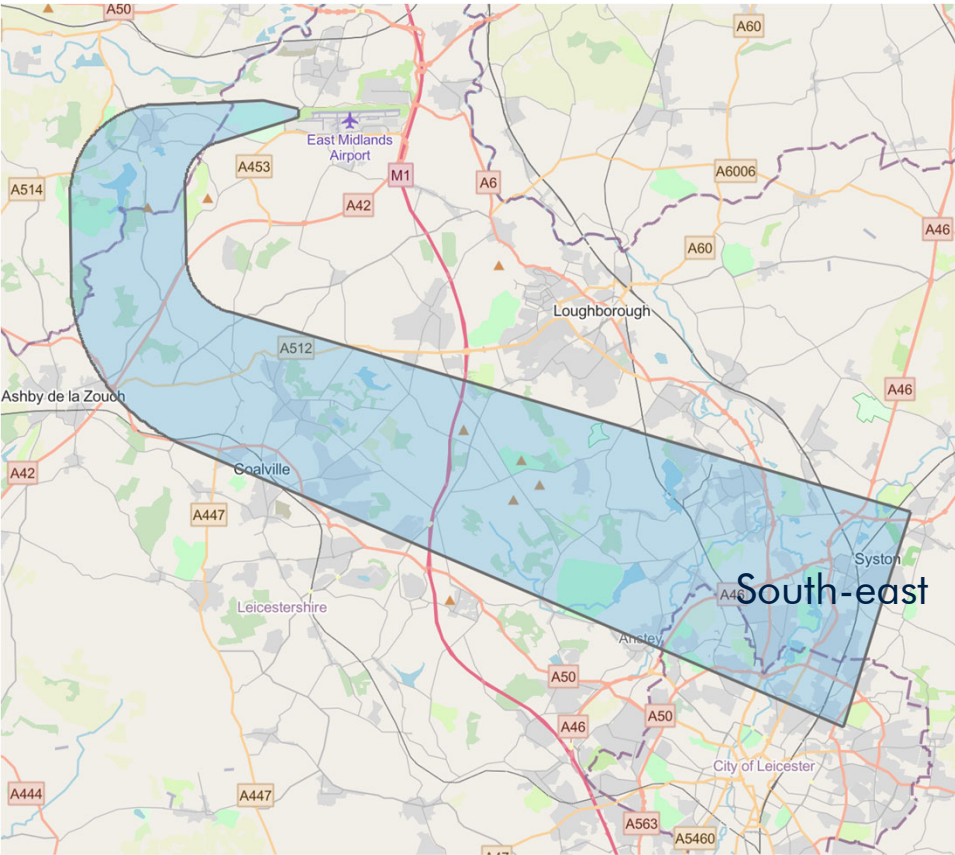 A50
A60
East Midlands
Airport
M1
A6
A6006
A453
A514
A42
A46
A60
Loughborough
A512
A46
Ashby de la Zouch
Coalville
A42
A447
Syston
South-east
A46
Leicestershire
Anstey
A50
A50
A46
City of Leicester
A444
A447
A563
A5460
A47